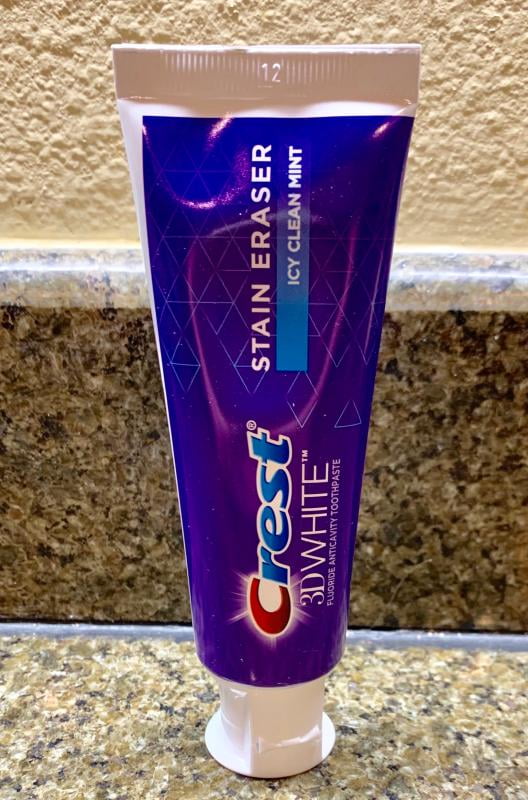 12
Crest®
3D WHITE™
FLUORIDE ANTICAVITY TOOTHPASTE
STAIN ERASER
ICY CLEAN MINT